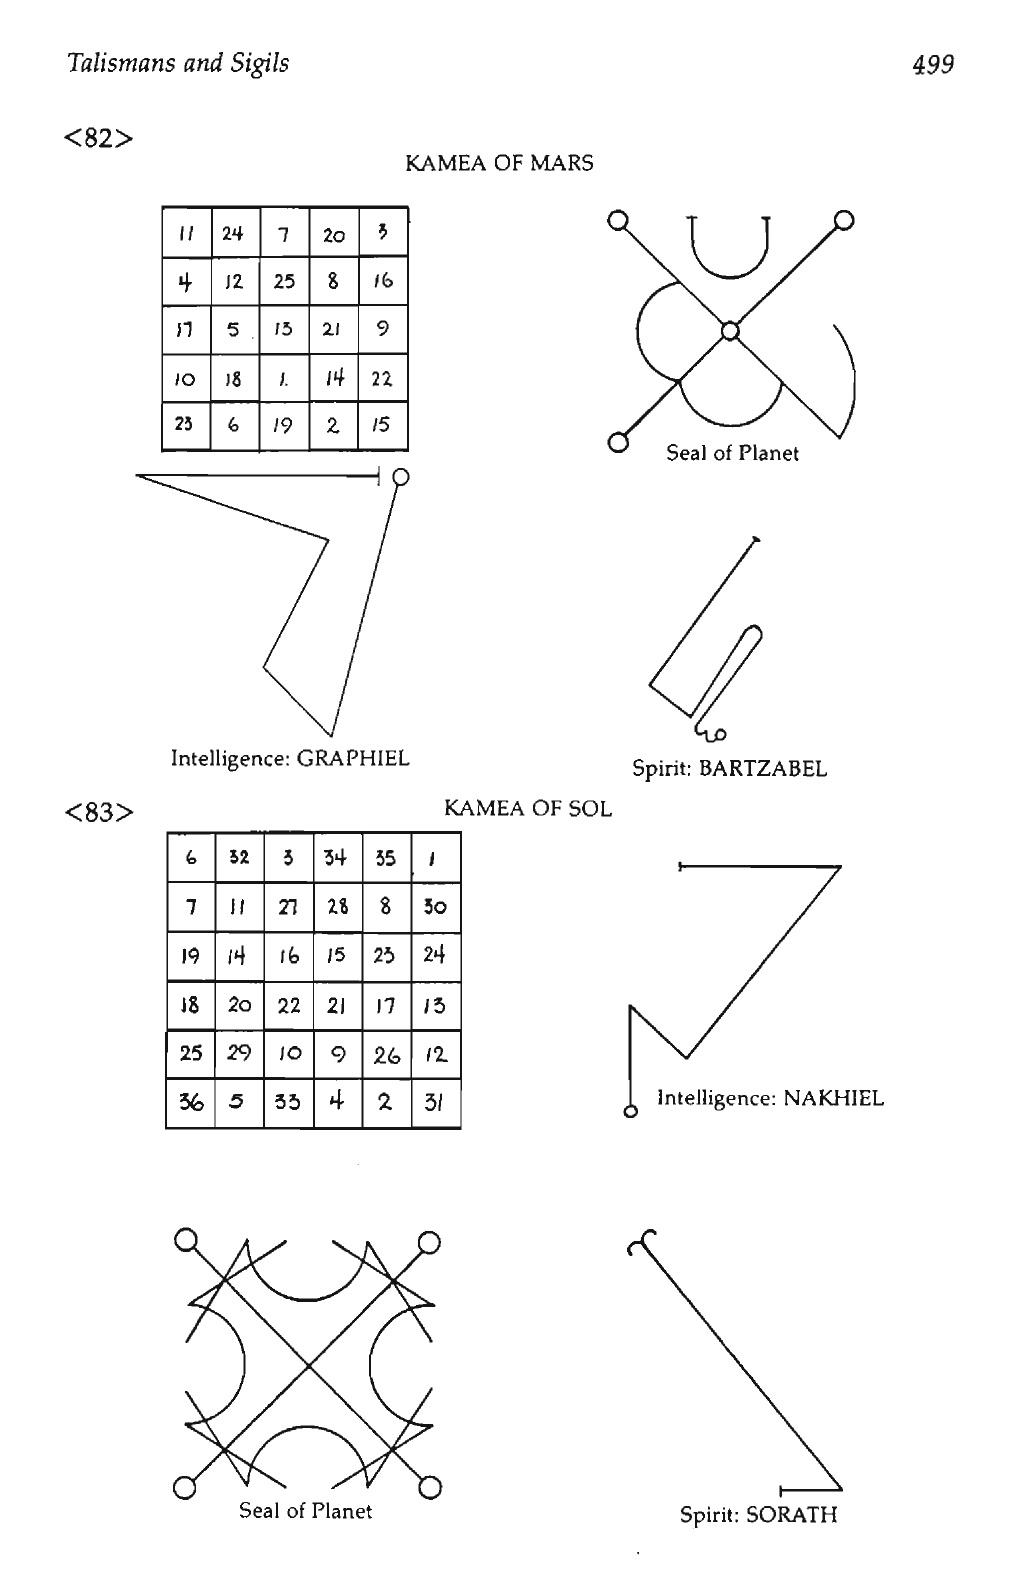 Talismans and Sigils 499
<82>
KAMEA OF MARS
11 24 7 20 3
4 12 25 8 16
17 5 13 21 9
10 18 1. 14 22
23 6 19 2 15
Seal of Planet
Intelligence: GRAPHIEL
Spirit: BARTZABEL
<83>
KAMEA OF SOL
6 32 3 34 35 1
7 11 27 28 8 30
19 14 16 15 23 24
18 20 22 21 17 13
25 29 10 9 26 12
36 5 33 4 2 31
Intelligence: NAKHIEL
Seal of Planet
Spirit: SORATH